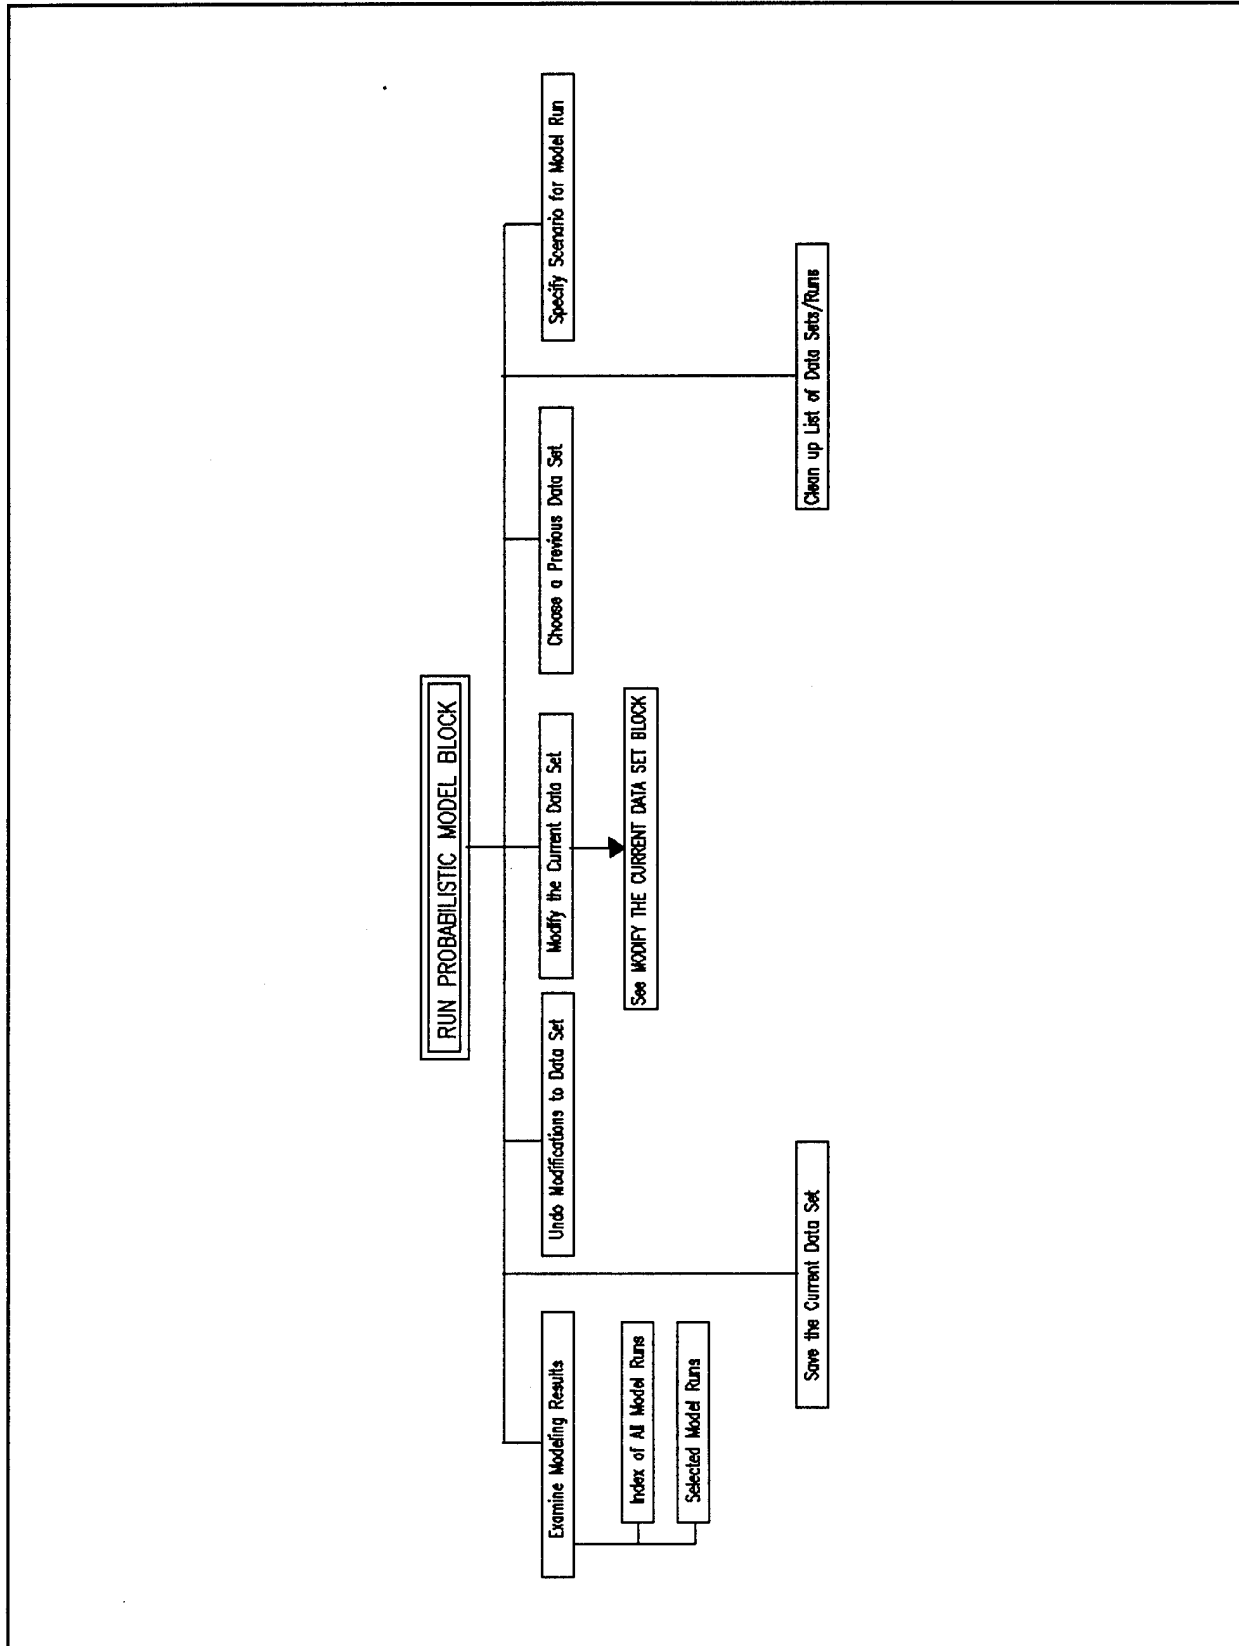 RUN PROBABILISTIC MODEL BLOCK
Examine Modeling Results
Undo Modifications to Data Set
Modify the Current Data Set
Choose a Previous Data Set
Specify Scenario for Model Run
Index of All Model Runs
See MODIFY THE CURRENT DATA SET BLOCK
Selected Model Runs
Save the Current Data Set
Clean up List of Data Sets/Runs